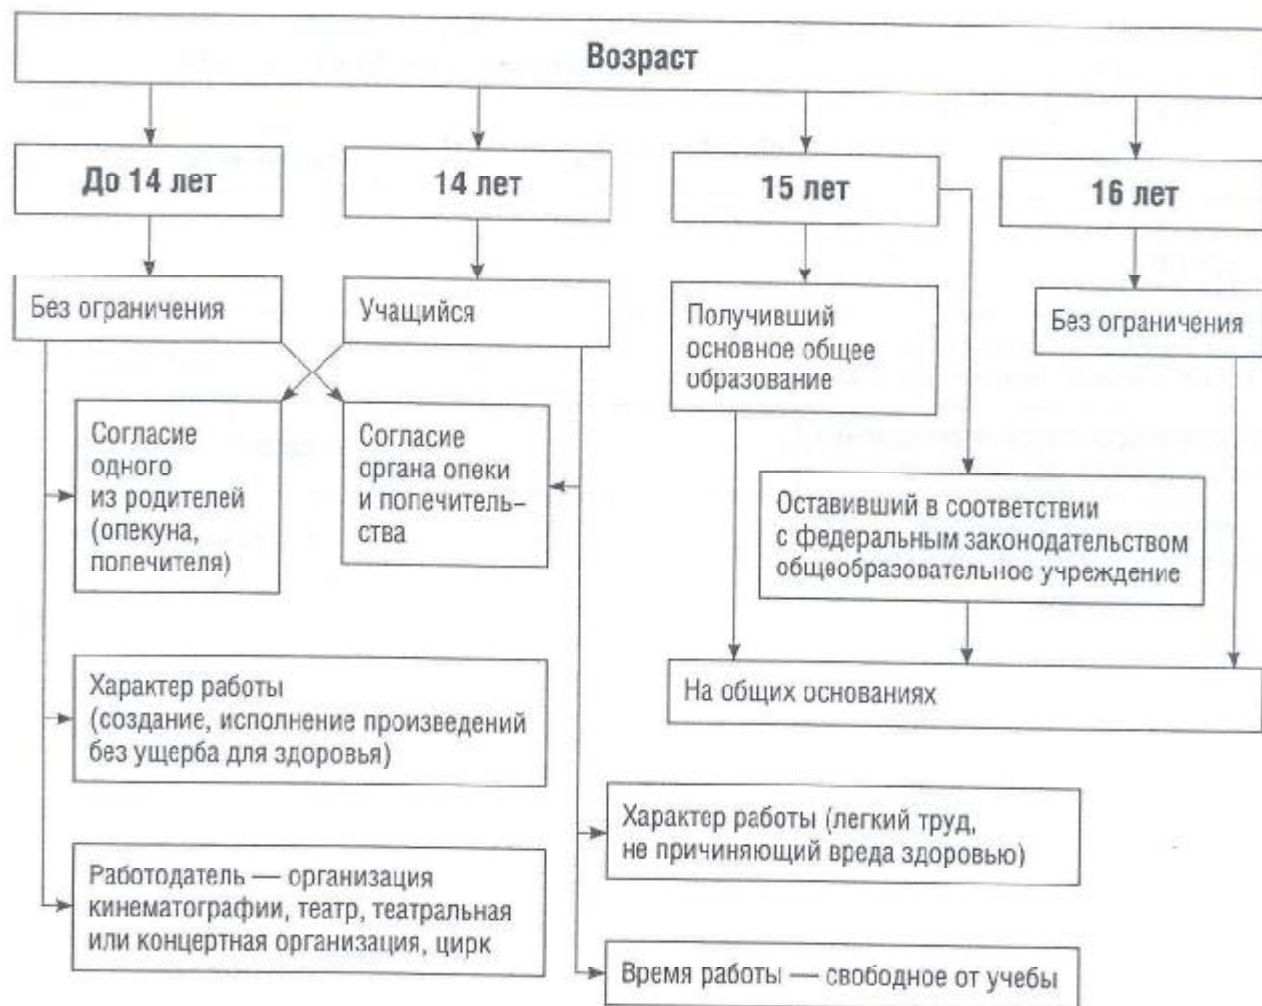 Возраст
До 14 лет
14 лет
15 лет
16 лет
Без ограничения
Учащийся
Получивший
основное общее
образование
Без ограничения
Согласие
одного
из родителей
(опекуна,
попечителя)
Согласие
органа опеки
и попечитель-
ства
Оставивший в соответствии
с федеральным законодательством
общеобразовательное учреждение
Характер работы
(создание, исполнение произведений
без ущерба для здоровья)
На общих основаниях
Характер работы (легкий труд,
не причиняющий вреда здоровью)
Работодатель — организация
кинематографии, театр, театральная
или концертная организация, цирк
Время работы — свободное от учебы